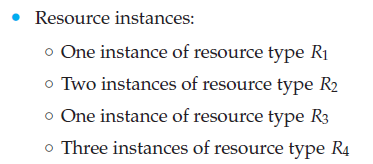 • Resource instances:
◦ One instance of resource type R1
◦ Two instances of resource type R2
◦ One instance of resource type R3
◦ Three instances of resource type R4